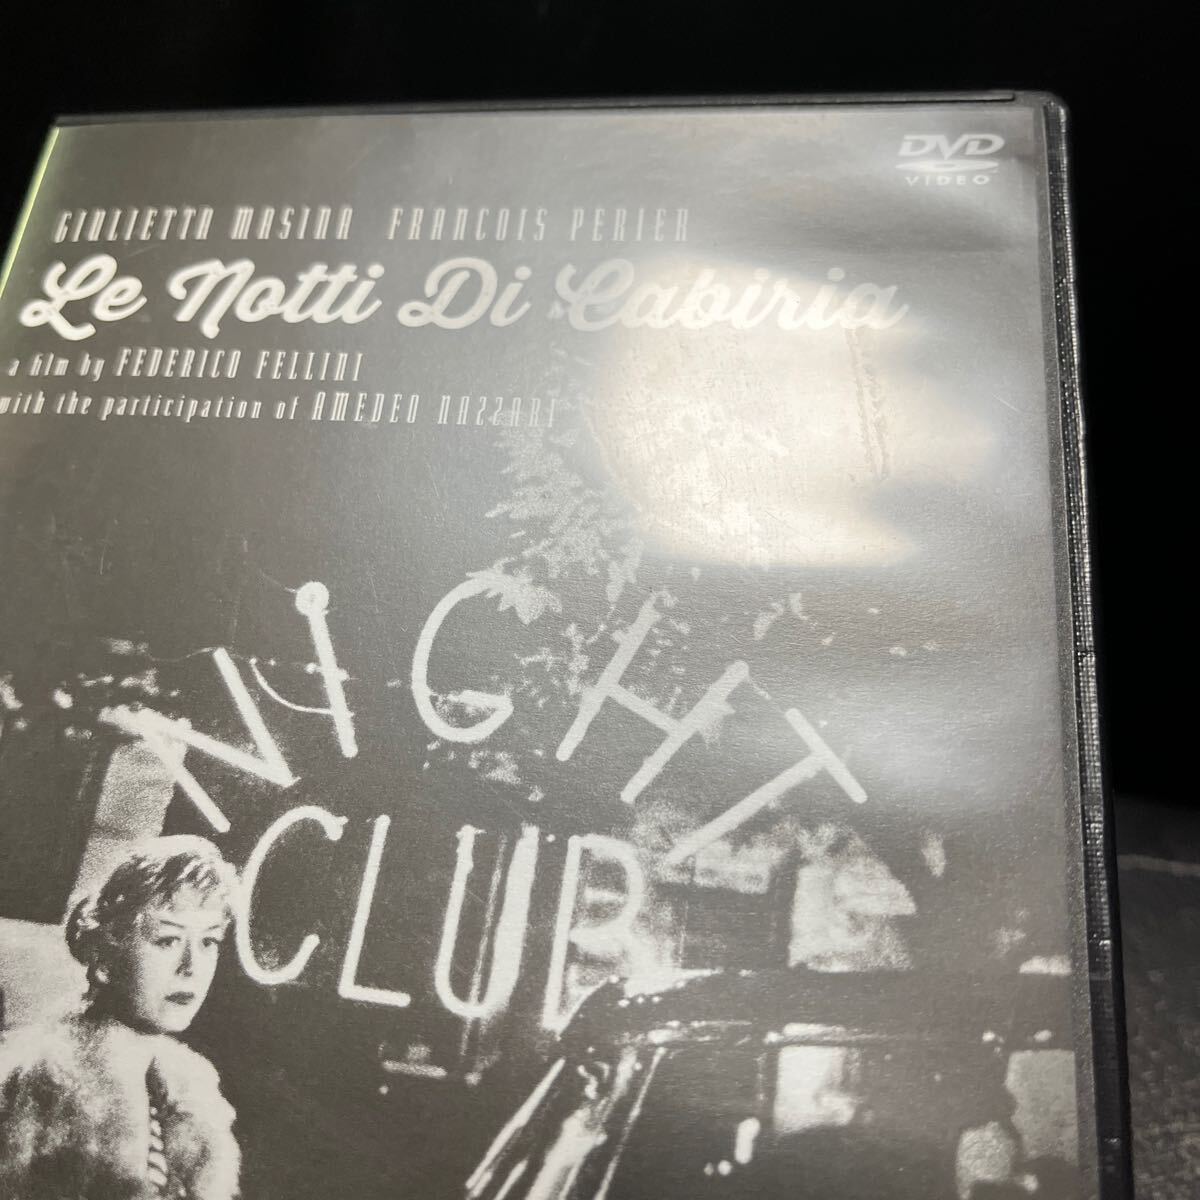 DVD
VIDEO
GIULIETTA MASINA FRANCOIS PERIER
Le Notti Di Cabiria
a film by FEDERICO FELLINI
with the participation of AMEDEO NAZZARI
NIGHT
CLUB